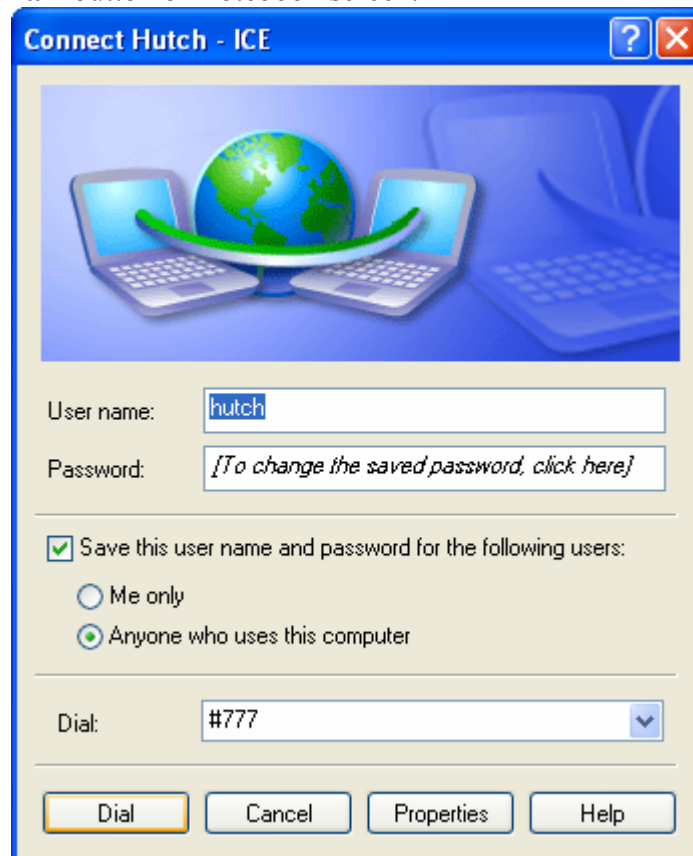 Connect Hutch - ICE
User name: hutch
Password: [To change the saved password, click here]
Save this user name and password for the following users:
Me only
Anyone who uses this computer
Dial: #777
Dial Cancel Properties Help